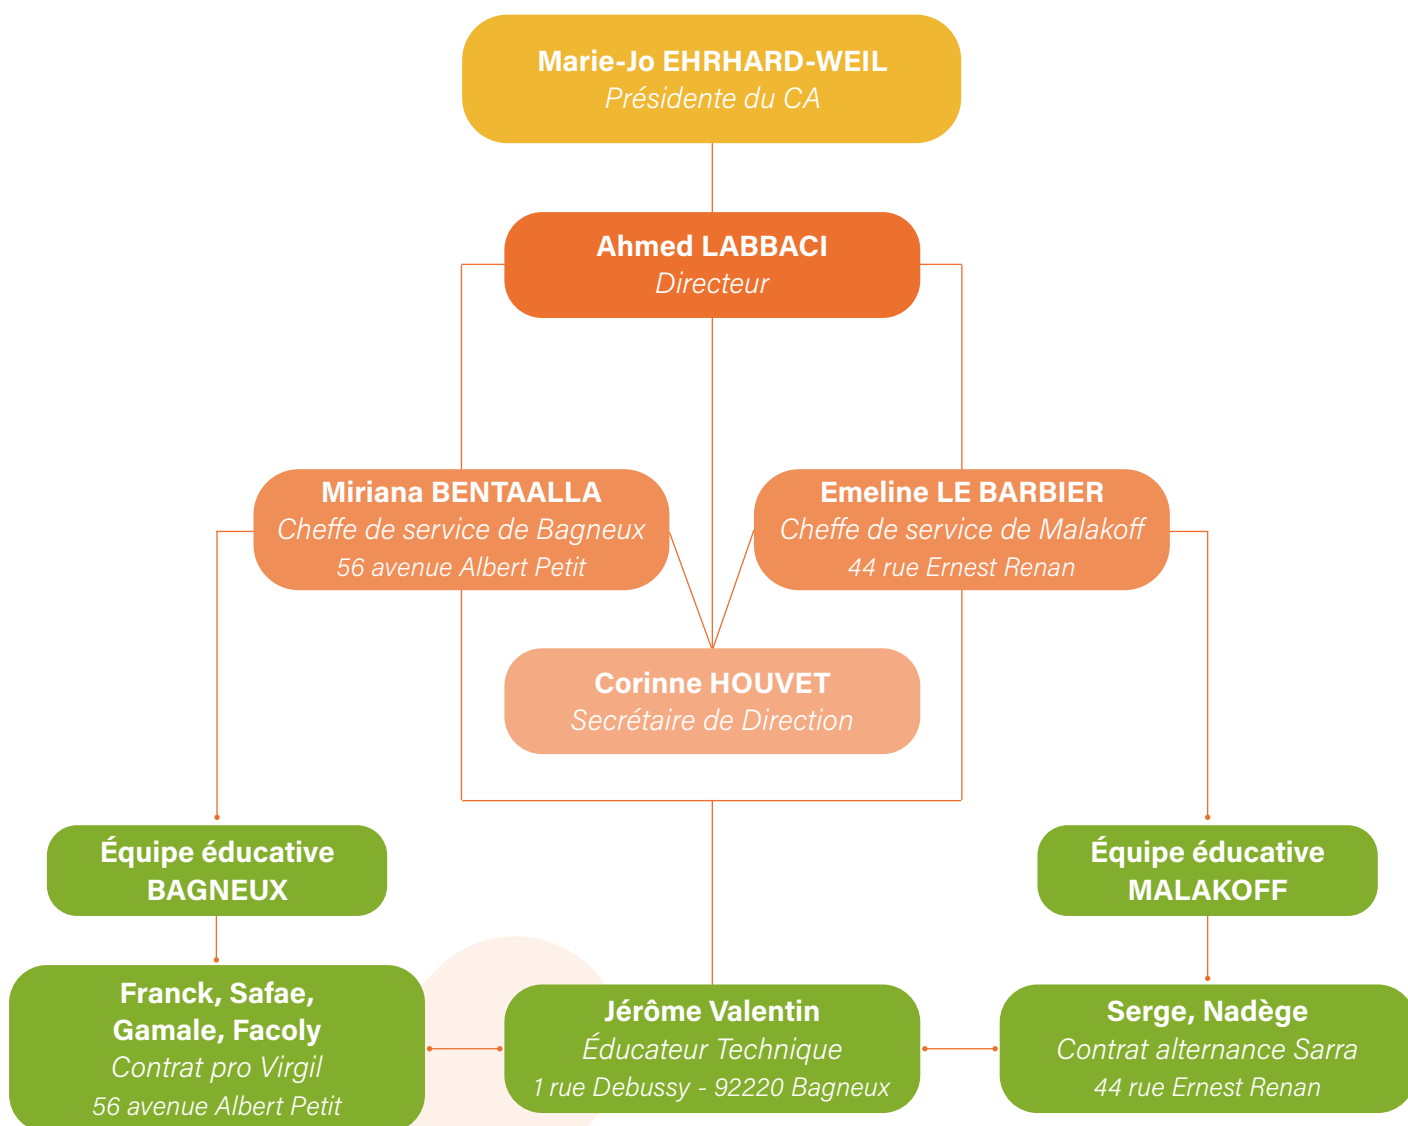 Marie-Jo EHRHARD-WEIL
Présidente du CA
Ahmed LABBACI
Directeur
Miriana BENTAALLA
Cheffe de service de Bagneux
56 avenue Albert Petit
Emeline LE BARBIER
Cheffe de service de Malakoff
44 rue Ernest Renan
Corinne HOUVET
Secrétaire de Direction
Équipe éducative
BAGNEUX
Équipe éducative
MALAKOFF
Franck, Safae,
Gamale, Facoly
Contrat pro Virgil
56 avenue Albert Petit
Jérôme Valentin
Éducateur Technique
1 rue Debussy - 92220 Bagneux
Serge, Nadège
Contrat alternance Sarra
44 rue Ernest Renan